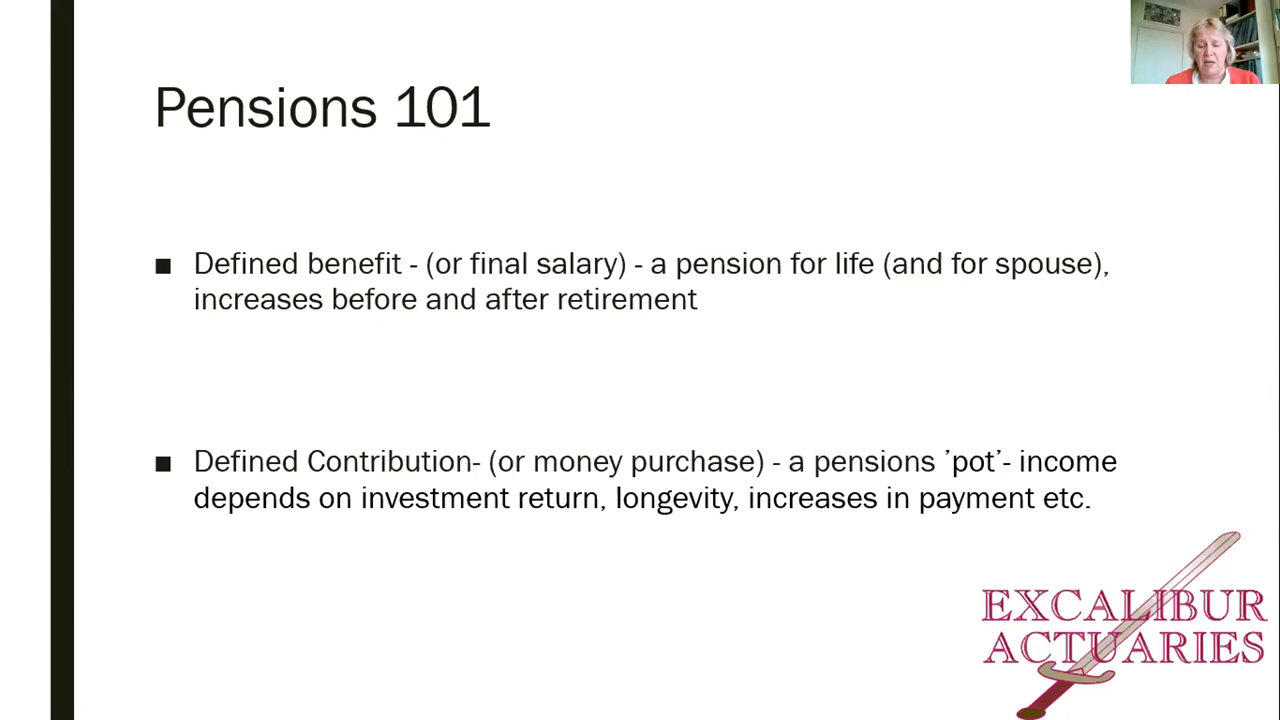 Pensions 101
■ Defined benefit - (or final salary) - a pension for life (and for spouse),
increases before and after retirement
■ Defined Contribution- (or money purchase) - a pensions ’pot’- income
depends on investment return, longevity, increases in payment etc.
EXCALIBUR
ACTUARIES